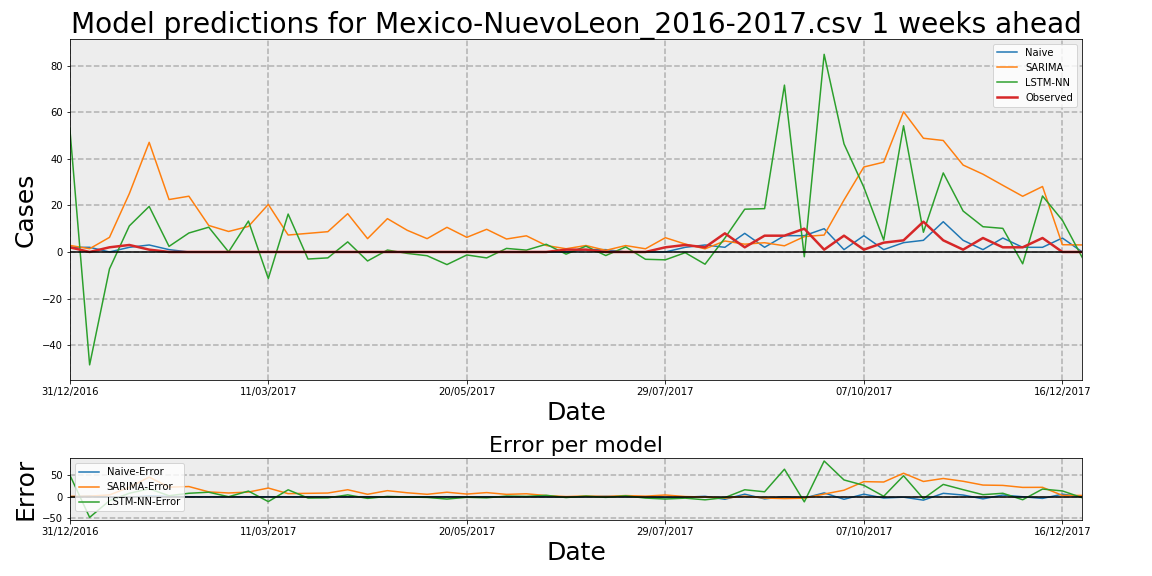 Model predictions for Mexico-NuevoLeon_2016-2017.csv 1 weeks ahead
Cases
80
60
40
20
0
−20
−40
Naive
SARIMA
LSTM-NN
Observed
31/12/2016 11/03/2017 20/05/2017 29/07/2017 07/10/2017 16/12/2017
Date
Error per model
Error
50
0
−50
Naive-Error
SARIMA-Error
LSTM-NN-Error
31/12/2016 11/03/2017 20/05/2017 29/07/2017 07/10/2017 16/12/2017
Date